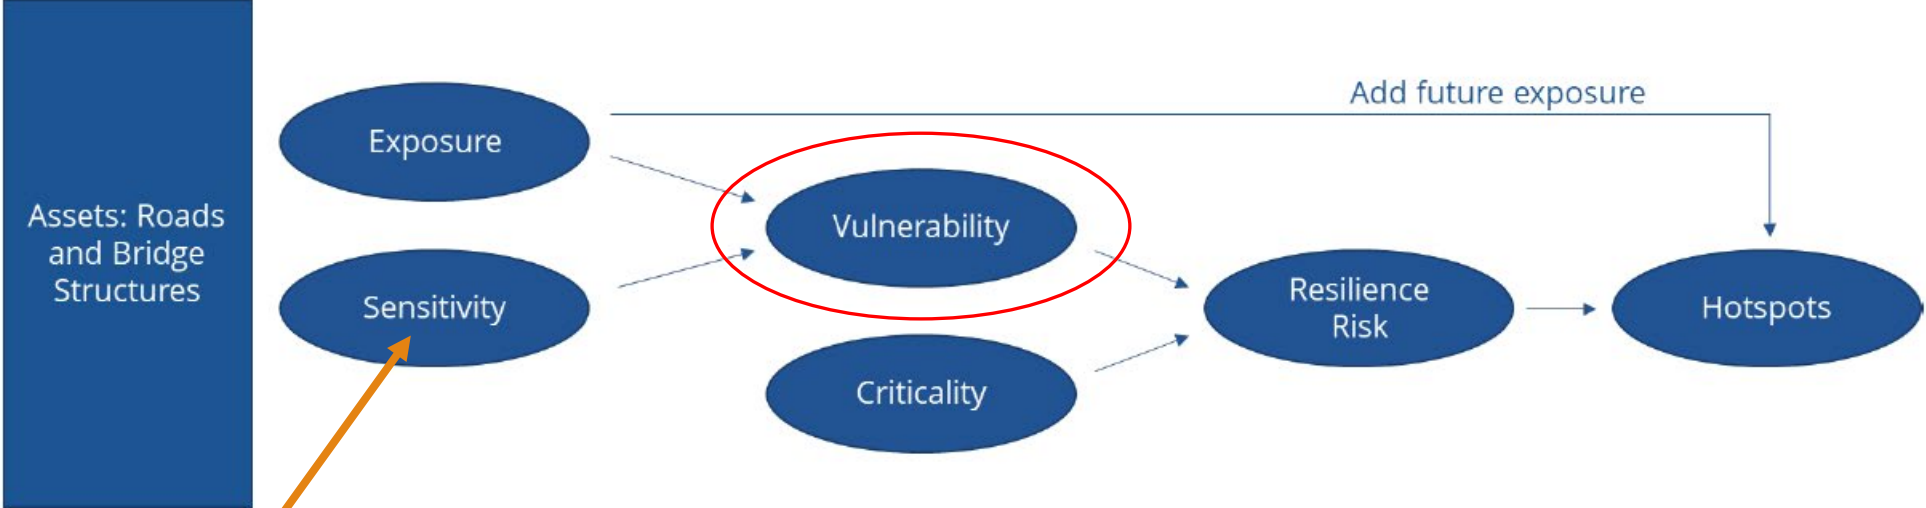 Assets: Roads
and Bridge
Structures
Exposure
Sensitivity
Vulnerability
Criticality
Add future exposure
Resilience
Risk
Hotspots